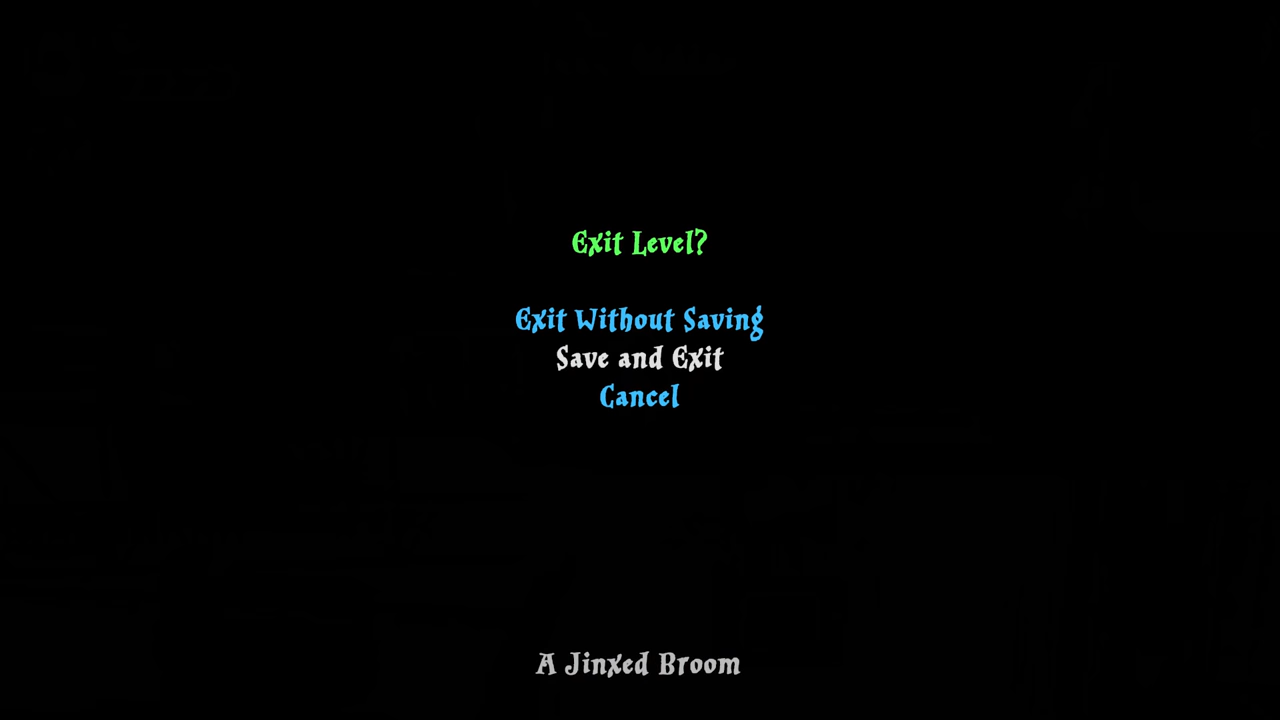 Exit Level?
Exit Without Saving
Save and Exit
Cancel
A Jinxed Broom